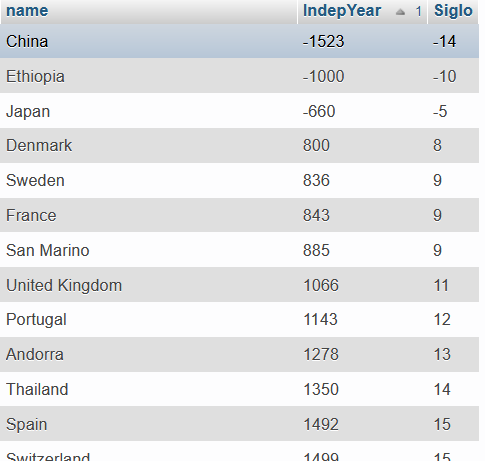 name IndepYear 1 Siglo
China -1523 -14
Ethiopia -1000 -10
Japan -660 -5
Denmark 800 8
Sweden 836 9
France 843 9
San Marino 885 9
United Kingdom 1066 11
Portugal 1143 12
Andorra 1278 13
Thailand 1350 14
Spain 1492 15
Switzerland 1499 15